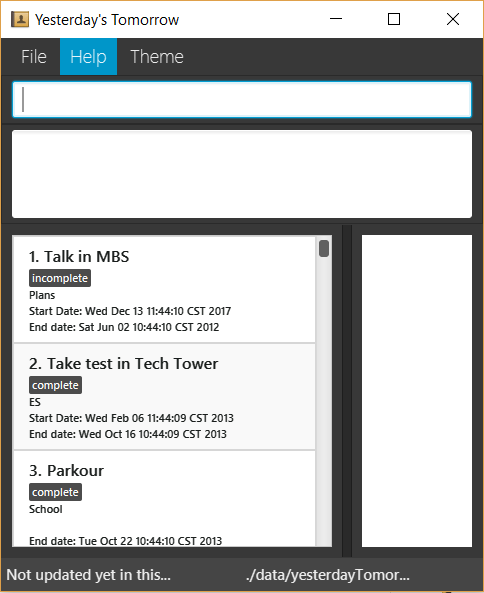 Yesterday's Tomorrow
File Help Theme
1. Talk in MBS
incomplete
Plans
Start Date: Wed Dec 13 11:44:10 CST 2017
End date: Sat Jun 02 10:44:10 CST 2012
2. Take test in Tech Tower
complete
ES
Start Date: Wed Feb 06 11:44:09 CST 2013
End date: Wed Oct 16 10:44:09 CST 2013
3. Parkour
complete
School
End date: Tue Oct 22 10:44:10 CST 2013
Not updated yet in this... ./data/yesterdayTomor...